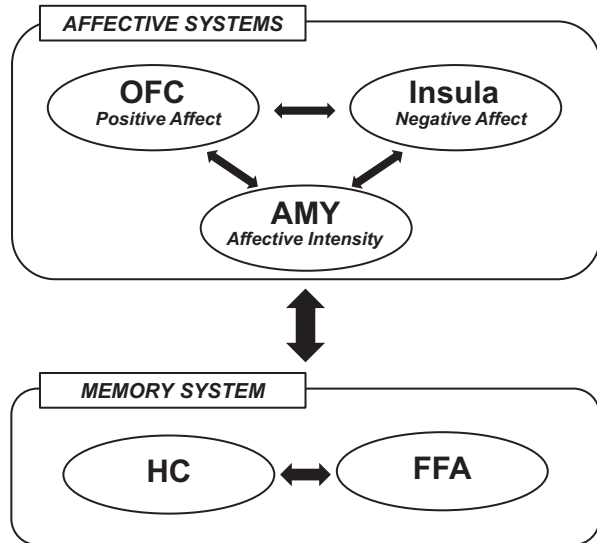 AFFECTIVE SYSTEMS
OFC
Positive Affect
Insula
Negative Affect
AMY
Affective Intensity
MEMORY SYSTEM
HC
FFA